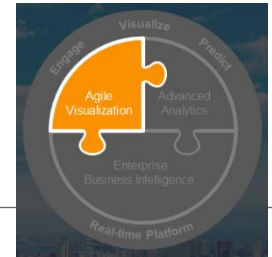 Visualize
Engage
Predict
Agile
Visualization
Advanced
Analytics
Enterprise
Business Intelligence
Real-time Platform